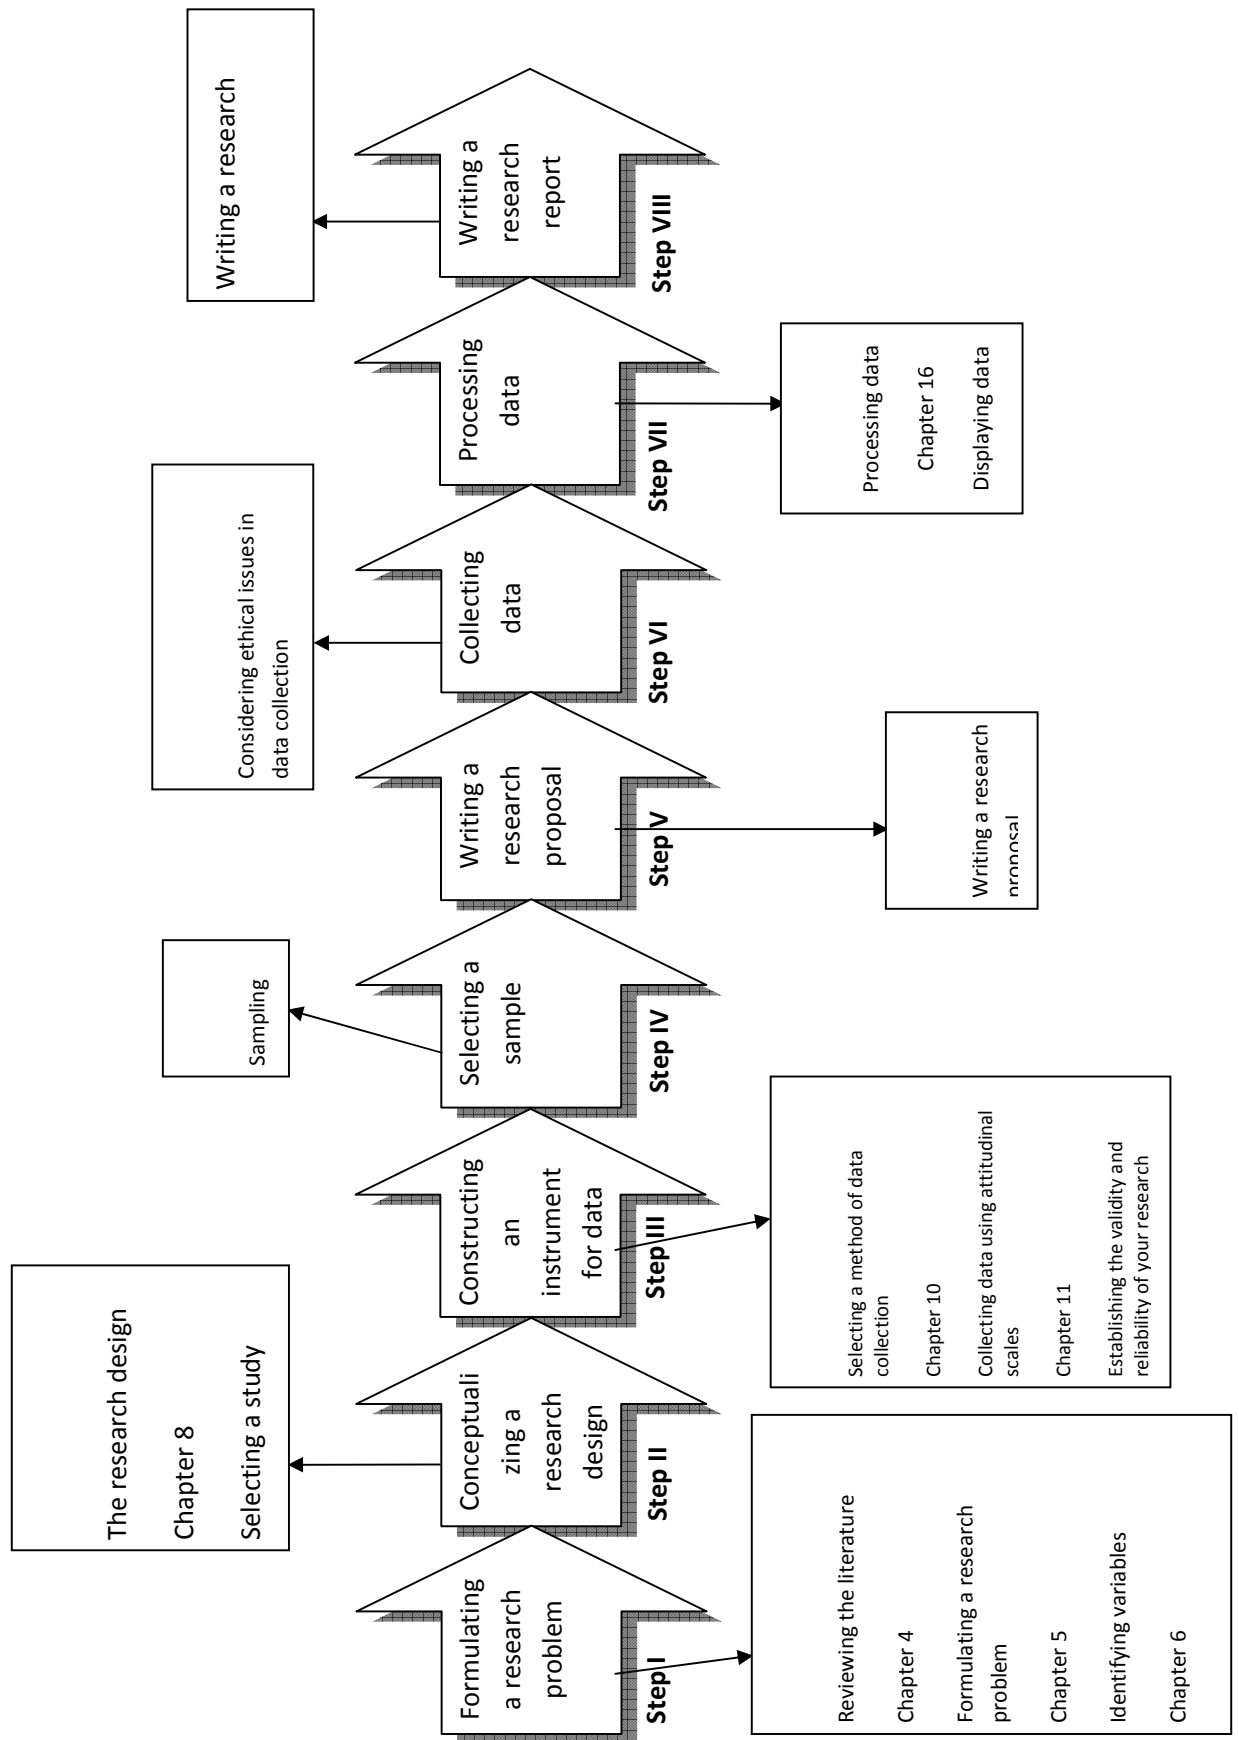 The research design
Chapter 8
Selecting a study
Sampling
Considering ethical issues in
data collection
Writing a research
Formulating
a research
problem
Conceptuali
zing a
research
design
Constructing
an
instrument
for data
Selecting a
sample
Writing a
research
proposal
Collecting
data
Processing
data
Writing a
research
report
Step I
Step II
Step III
Step IV
Step V
Step VI
Step VII
Step VIII
Reviewing the literature
Chapter 4
Formulating a research
problem
Chapter 5
Identifying variables
Chapter 6
Selecting a method of data
collection
Chapter 10
Collecting data using attitudinal
scales
Chapter 11
Establishing the validity and
reliability of your research
Writing a research
proposal
Processing data
Chapter 16
Displaying data